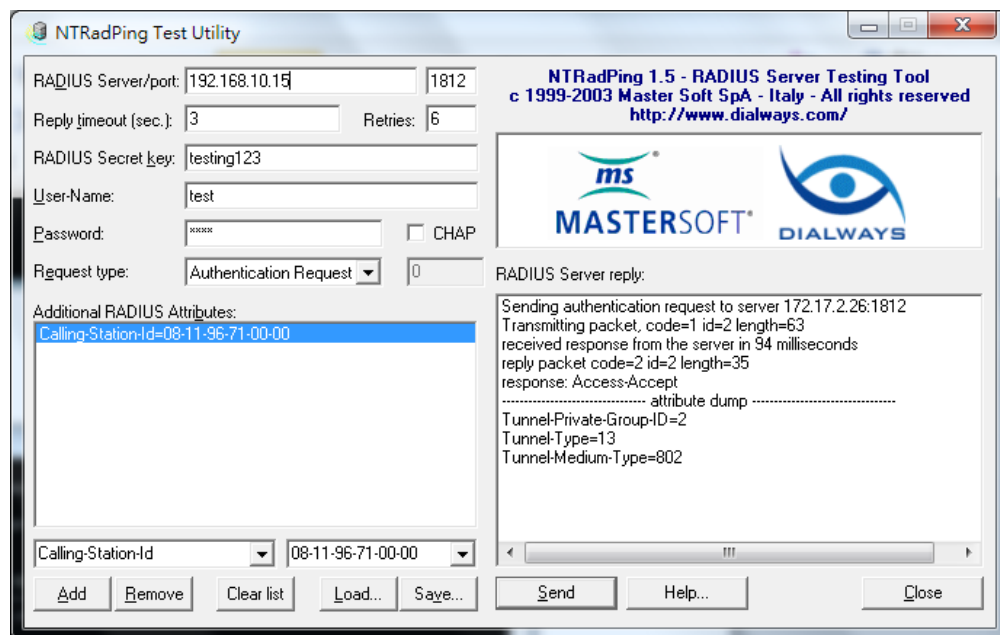 NTRadPing Test Utility
RADIUS Server/port: 192.168.10.15 1812
Reply timeout (sec.): 3 Retries: 6
RADIUS Secret key: testing123
User-Name: test
Password: xxxx CHAP
Request type: Authentication Request 0
Additional RADIUS Attributes:
Calling-Station-Id=08-11-96-71-00-00
Calling-Station-Id 08-11-96-71-00-00
Add Remove Clear list Load... Save...
NTRadPing 1.5 - RADIUS Server Testing Tool
c 1999-2003 Master Soft SpA - Italy - All rights reserved
http://www.dialways.com/
ms
MASTERSOFT DIALWAYS
RADIUS Server reply:
Sending authentication request to server 172.17.2.26:1812
Transmitting packet, code=1 id=2 length=63
received response from the server in 94 milliseconds
reply packet code=2 id=2 length=35
response: Access-Accept
-------------------------------- attribute dump --------------------------------
Tunnel-Private-Group-ID=2
Tunnel-Type=13
Tunnel-Medium-Type=802
Send Help... Close